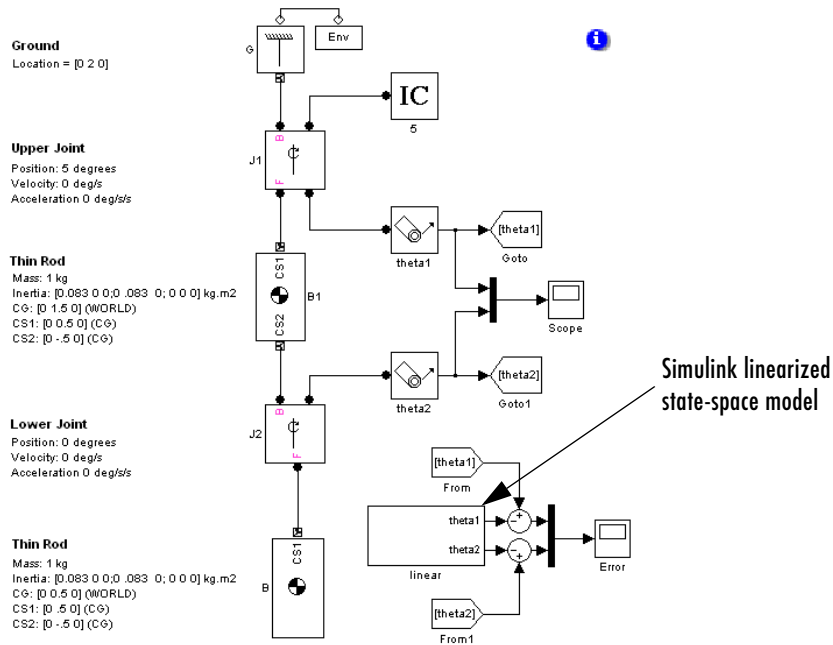 Env
G
i
Ground
Location = [0 2 0]
IC
5
Upper Joint
Position: 5 degrees
Velocity: 0 deg/s
Acceleration 0 deg/s/s
B
J1
F
theta1
[theta1]
Goto
Thin Rod
Mass: 1 kg
Inertia: [0.083 0 0;0 .083 0; 0 0 0] kg.m2
CG: [0 1.5 0] (WORLD)
CS1: [0 0.5 0] (CG)
CS2: [0 -.5 0] (CG)
CS1
B1
CS2
Scope
theta2
[theta2]
Goto1
Simulink linearized
state-space model
Lower Joint
Position: 0 degrees
Velocity: 0 deg/s
Acceleration 0 deg/s/s
B
J2
F
[theta1]
From
theta1
theta2
linear
Error
[theta2]
From1
Thin Rod
Mass: 1 kg
Inertia: [0.083 0 0;0 .083 0; 0 0 0] kg.m2
CG: [0 0.5 0] (WORLD)
CS1: [0 .5 0] (CG)
CS2: [0 -.5 0] (CG)
CS1
B